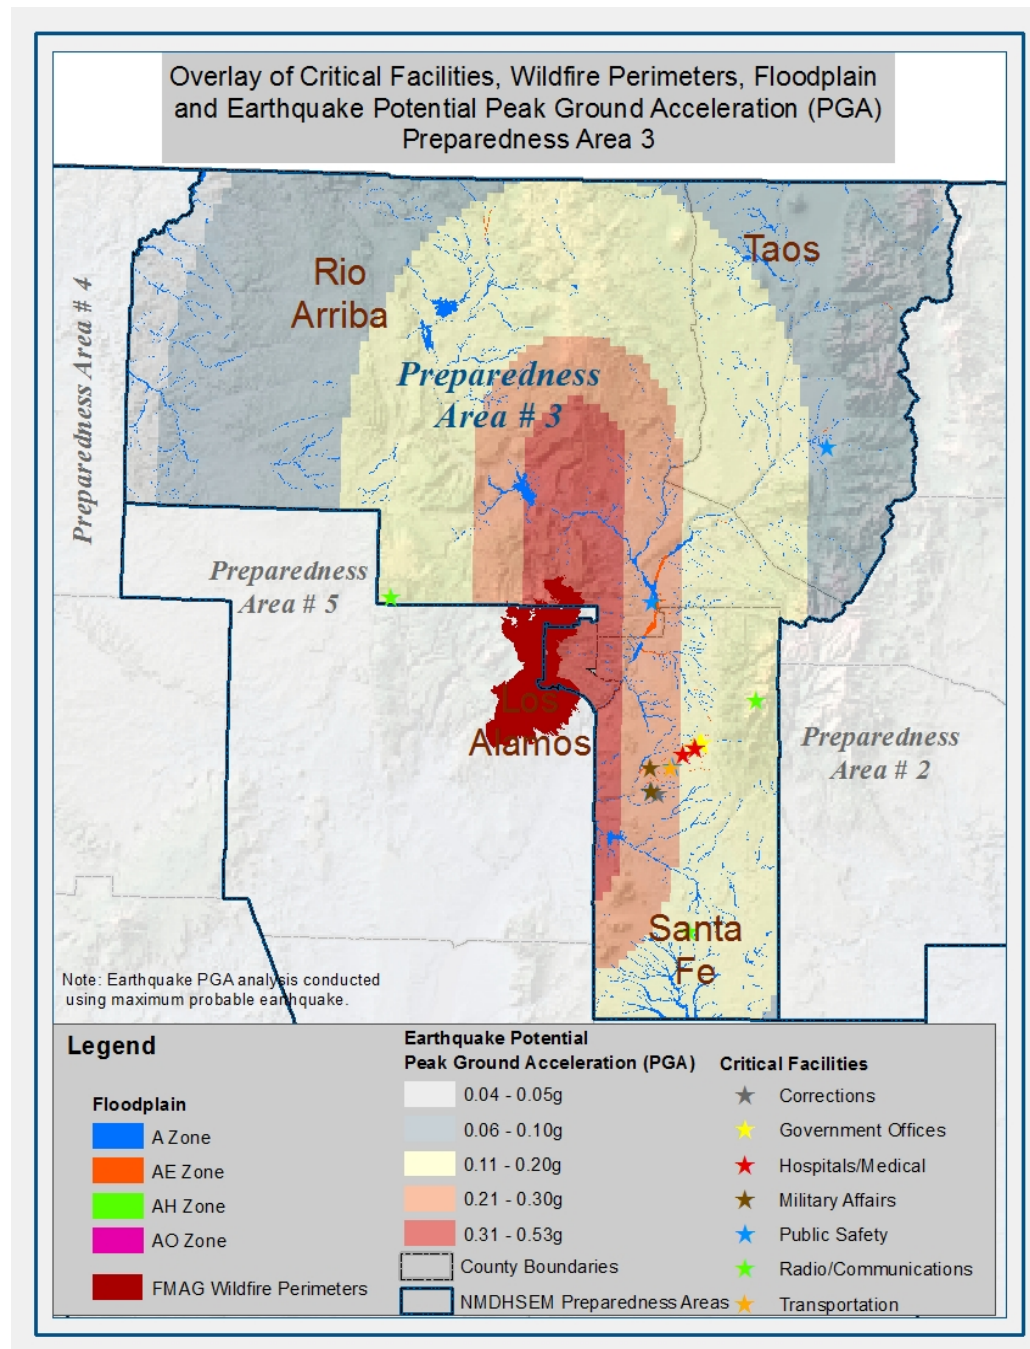 Overlay of Critical Facilities, Wildfire Perimeters, Floodplain
and Earthquake Potential Peak Ground Acceleration (PGA)
Preparedness Area 3
Taos
Rio
Arriba
Preparedness Area # 4
Preparedness
Area # 3
Preparedness
Area # 5
Los
Alamos
Preparedness
Area # 2
Santa
Fe
Note: Earthquake PGA analysis conducted
using maximum probable earthquake.
Legend
Floodplain
A Zone
AE Zone
AH Zone
AO Zone
FMAG Wildfire Perimeters
Earthquake Potential
Peak Ground Acceleration (PGA)
0.04 - 0.05g
0.06 - 0.10g
0.11 - 0.20g
0.21 - 0.30g
0.31 - 0.53g
County Boundaries
NMDHSEM Preparedness Areas
Critical Facilities
Corrections
Government Offices
Hospitals/Medical
Military Affairs
Public Safety
Radio/Communications
Transportation